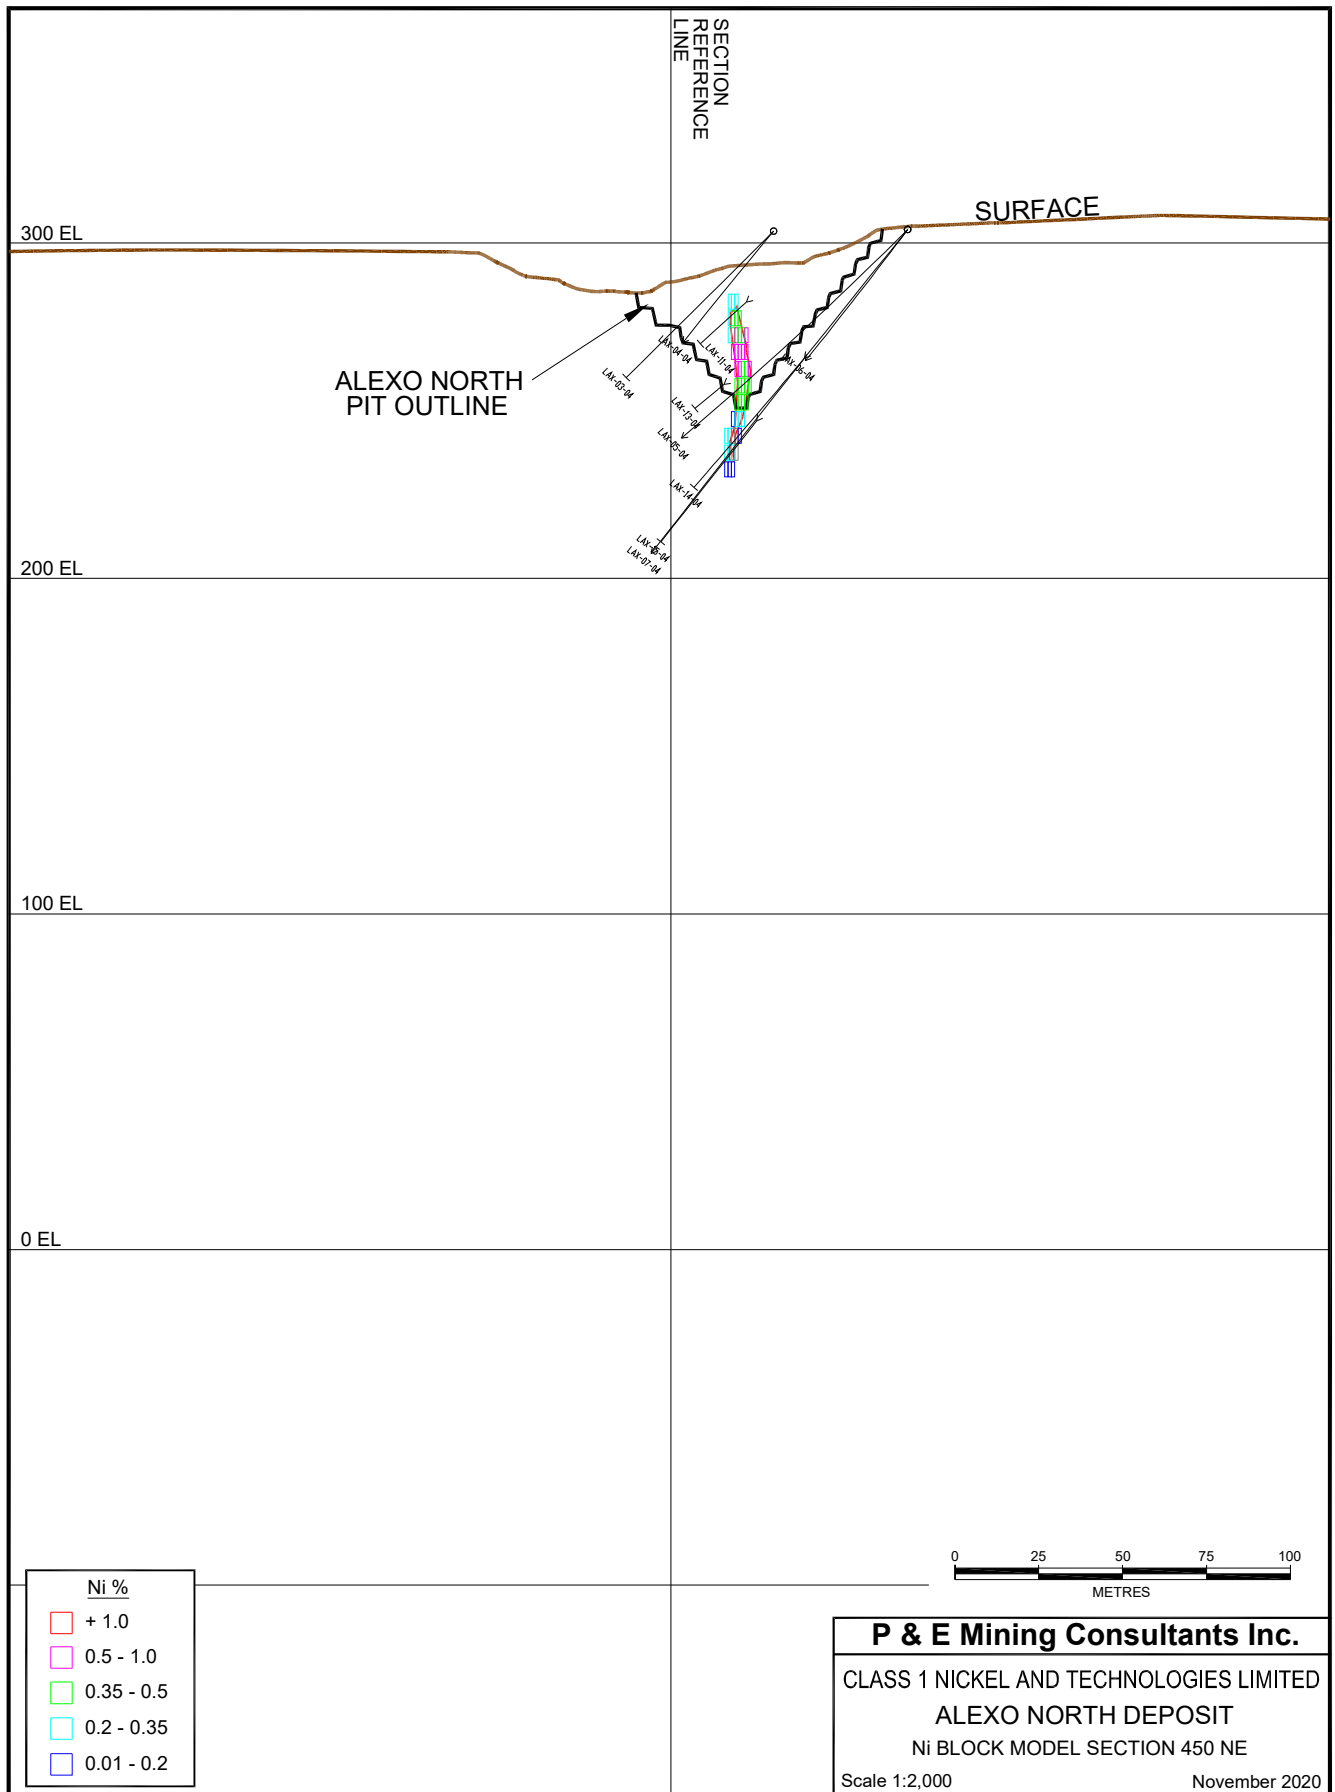 SECTION
REFERENCE
LINE
SURFACE
300 EL
ALEXO NORTH
PIT OUTLINE
LAX-04-04
LAX-11-04
LAX-06-04
LAX-03-04
LAX-13-04
LAX-05-04
LAX-14-04
LAX-07-04
200 EL
100 EL
0 EL
Ni %
+ 1.0
0.5 - 1.0
0.35 - 0.5
0.2 - 0.35
0.01 - 0.2
0 25 50 75 100
METRES
P & E Mining Consultants Inc.
CLASS 1 NICKEL AND TECHNOLOGIES LIMITED
ALEXO NORTH DEPOSIT
Ni BLOCK MODEL SECTION 450 NE
Scale 1:2,000 November 2020